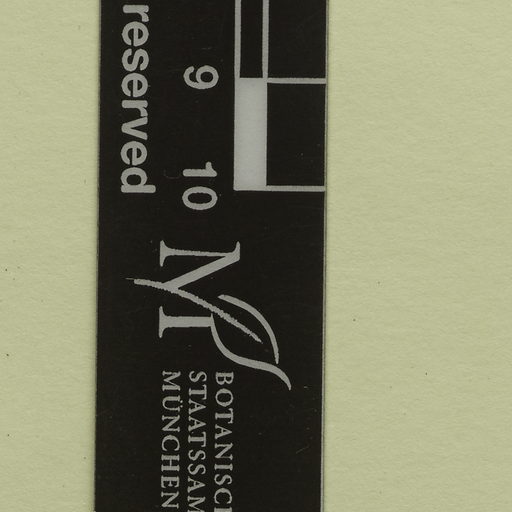 reserved
9 10
BOTANISC
STAATSSAM
MÜNCHEN